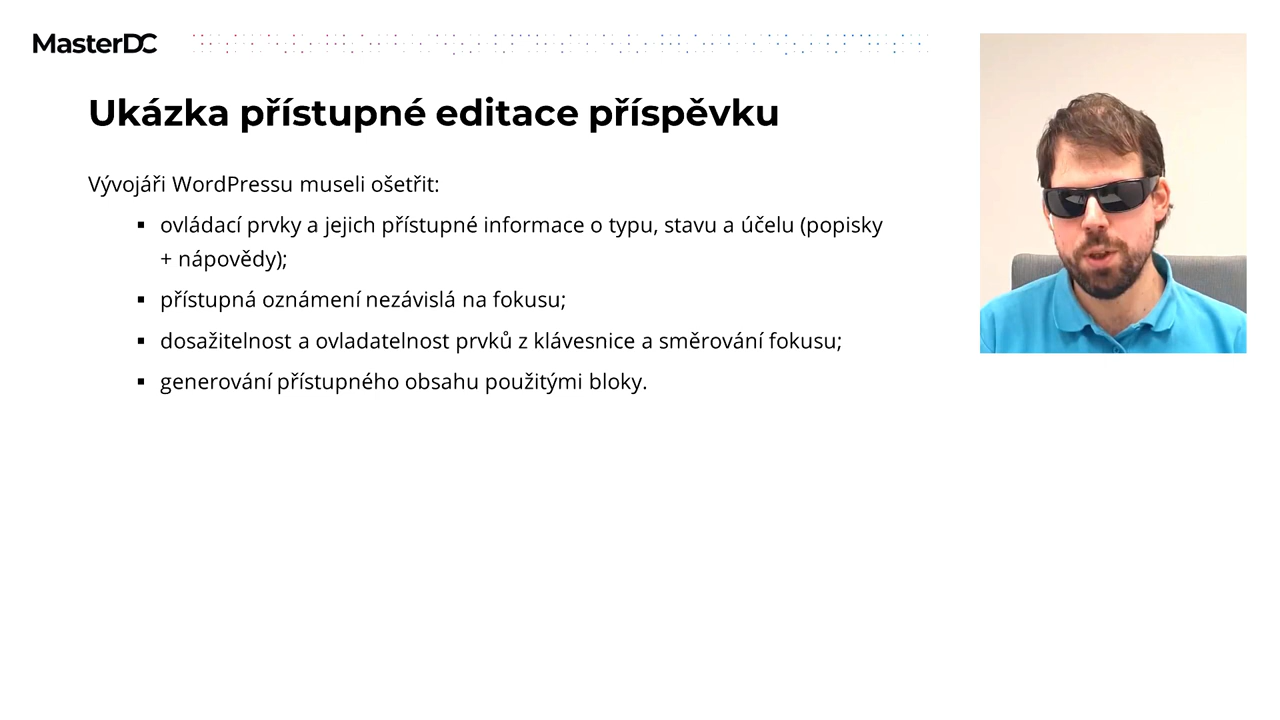 MasterDC
Ukázka přístupné editace příspěvku
Vývojáři WordPressu museli ošetřit:
▪ ovládací prvky a jejich přístupné informace o typu, stavu a účelu (popisky
+ nápovědy);
▪ přístupná oznámení nezávislá na fokusu;
▪ dosažitelnost a ovladatelnost prvků z klávesnice a směrování fokusu;
▪ generování přístupného obsahu použitými bloky.